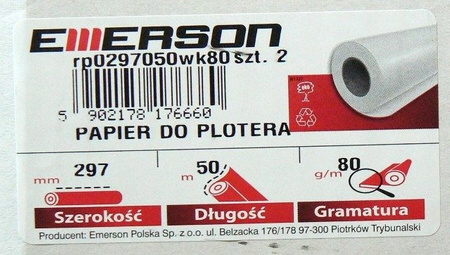 EMERSON
rp0297050wk80 szt. 2
5 902178 176660
PAPIER DO PLOTERA
mm 297
m 50
g/m 80
Szerokość
Długość
Gramatura
Producent: Emerson Polska Sp. z o.o. ul. Belzacka 176/178 97-300 Piotrków Trybunalski